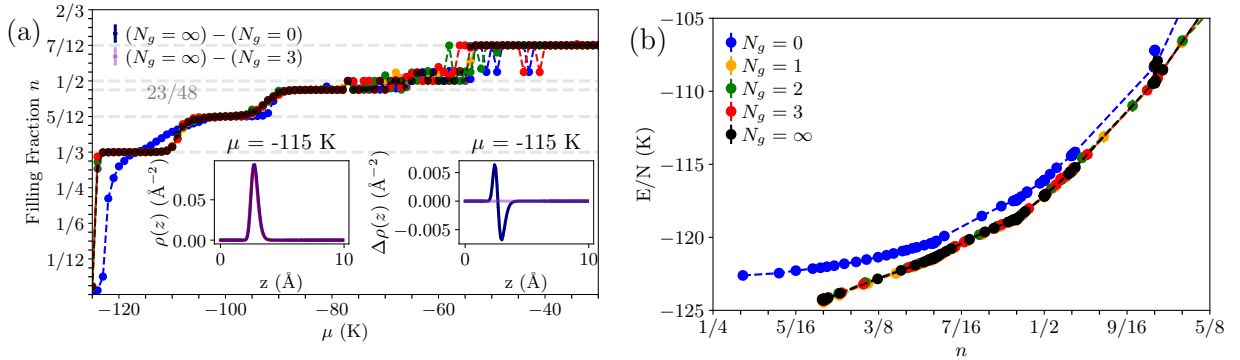 (a)
Filling Fraction n
2/3
7/12
1/2
5/12
1/3
1/4
1/6
1/12
(N_g = ∞) − (N_g = 0)
(N_g = ∞) − (N_g = 3)
23/48
μ = -115 K
ρ(z) (Å⁻²)
0.05
0.00
0
10
z (Å)
μ = -115 K
Δρ(z) (Å⁻²)
0.005
0.000
−0.005
0
10
z (Å)
−120
−100
−80
−60
−40
μ (K)
(b)
E/N (K)
−105
−110
−115
−120
−125
N_g = 0
N_g = 1
N_g = 2
N_g = 3
N_g = ∞
1/4
5/16
3/8
7/16
1/2
9/16
5/8
n